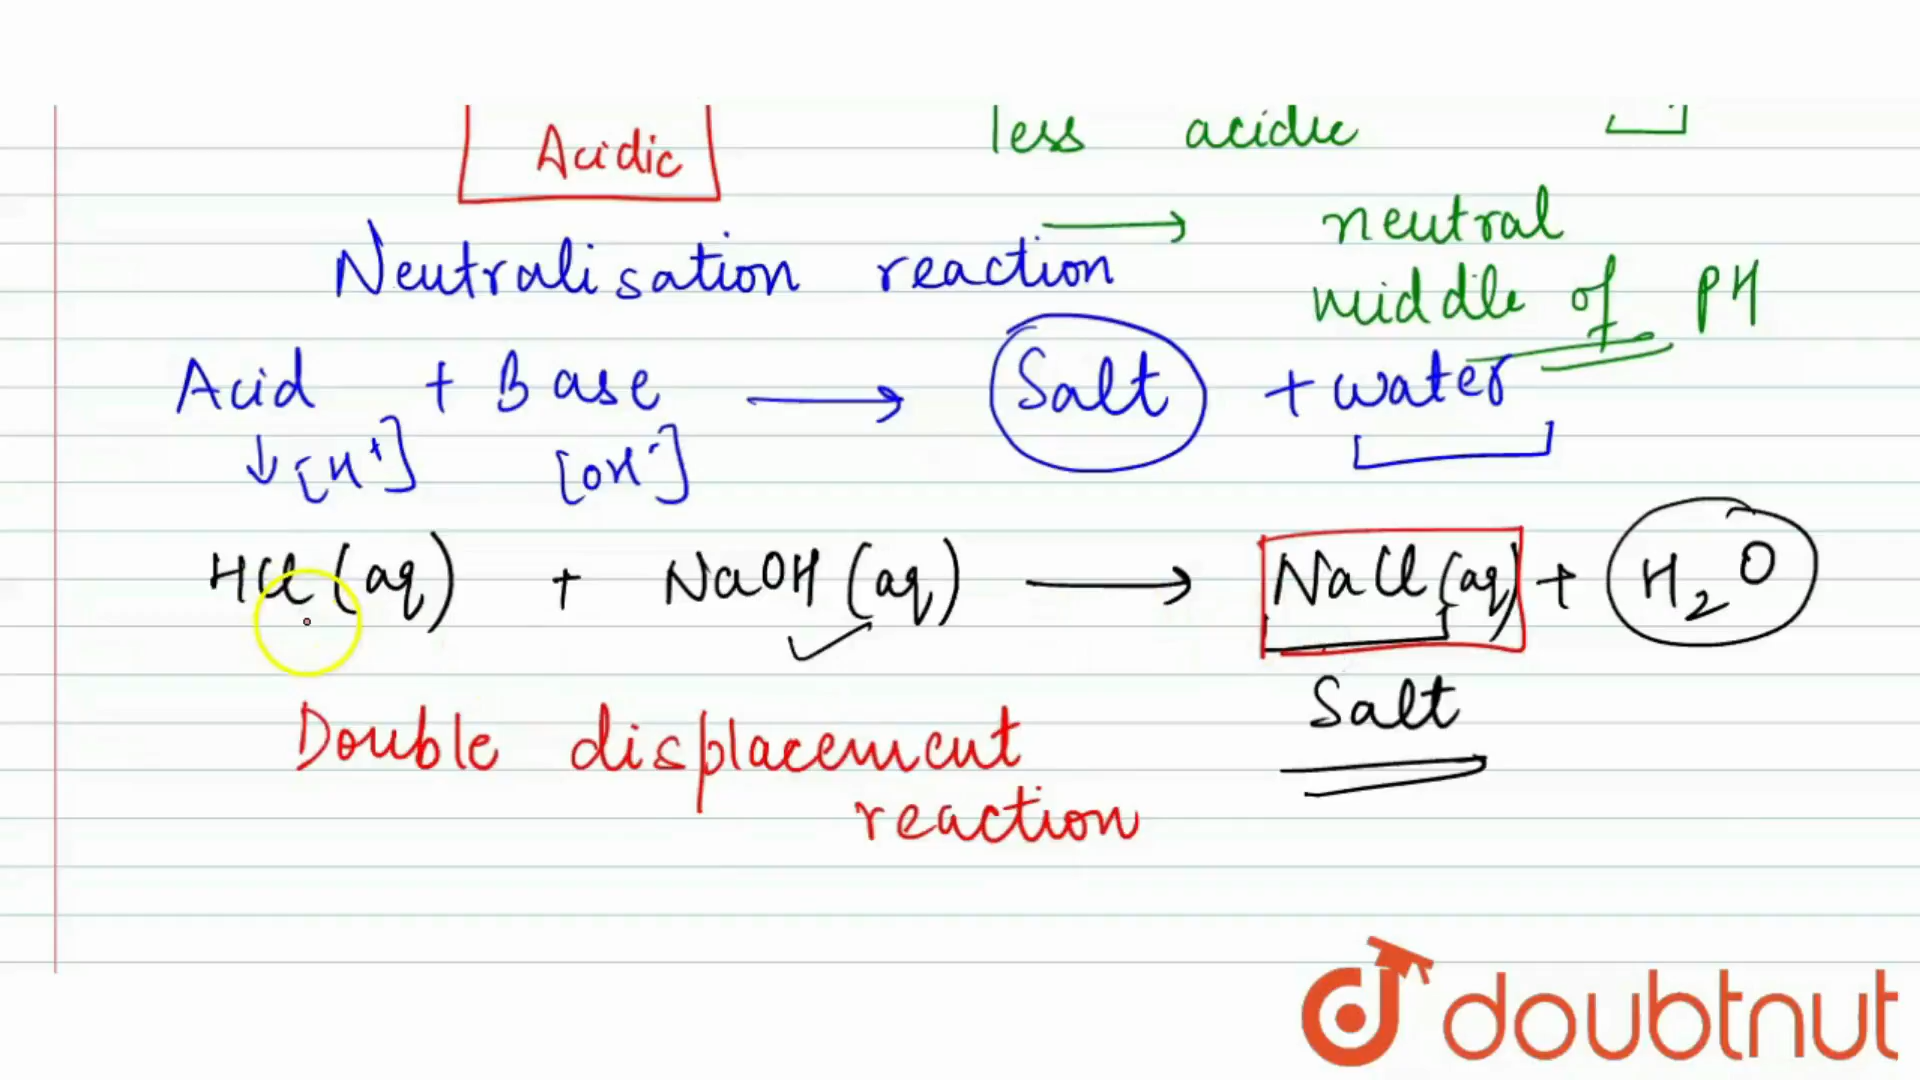 Acidic
less acidic
Neutralisation reaction → neutral
middle of PH
Acid + Base → Salt + water
↓ [H⁺] [OH⁻]
HCl (aq) + NaOH (aq) → NaCl (aq) + H₂O
Salt
Double displacement
reaction
doubtnut